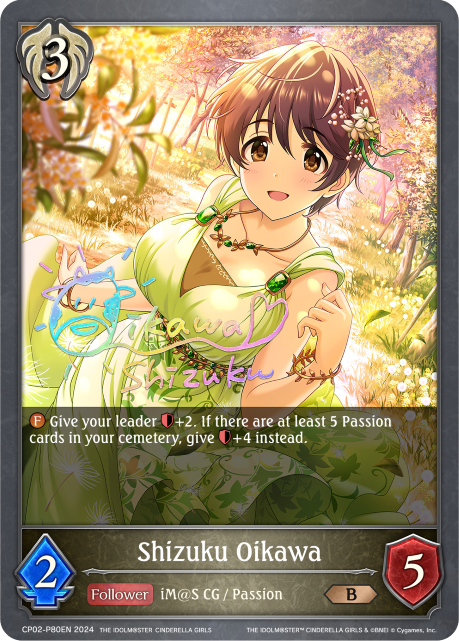 3
Oikawa
Shizuku
F Give your leader +2. If there are at least 5 Passion
cards in your cemetery, give +4 instead.
Shizuku Oikawa
2
Follower iM@S CG / Passion
B
5
CP02-P80EN 2024 THE IDOLM@STER CINDERELLA GIRLS THE IDOLM@STER™ CINDERELLA GIRLS & ©BNEI © Cygames, Inc.